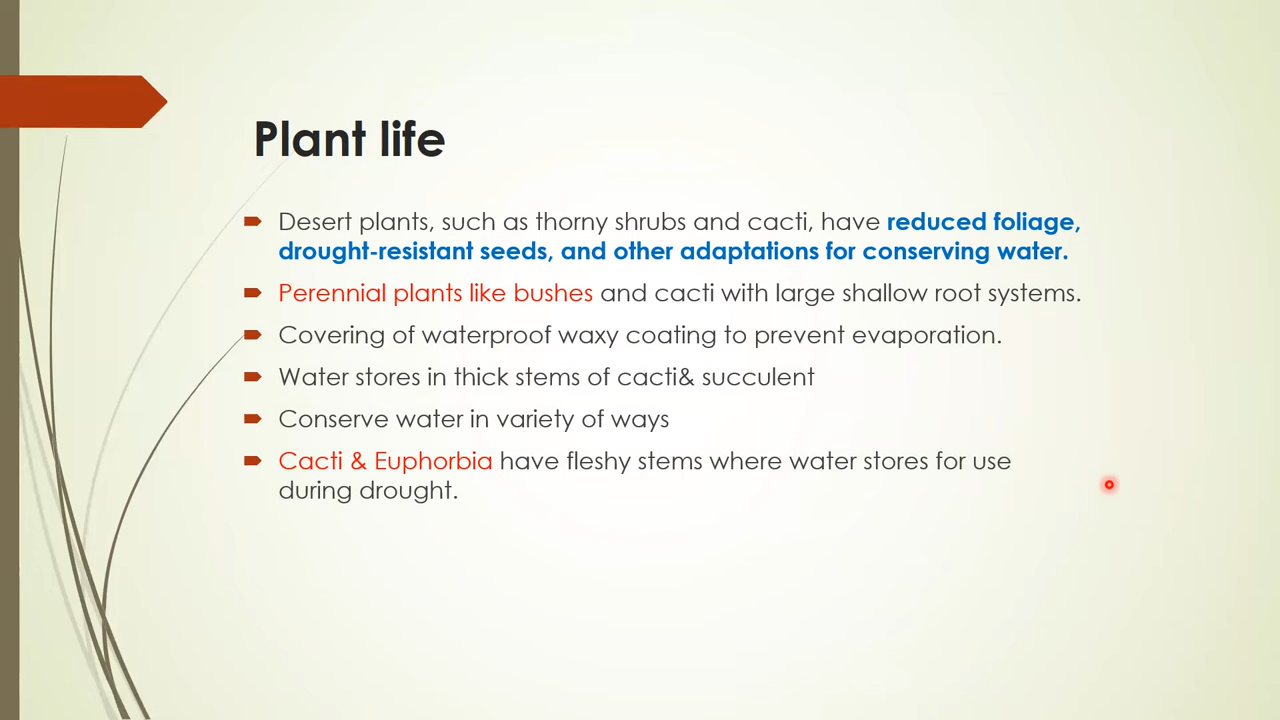 Plant life
Desert plants, such as thorny shrubs and cacti, have reduced foliage,
drought-resistant seeds, and other adaptations for conserving water.
Perennial plants like bushes and cacti with large shallow root systems.
Covering of waterproof waxy coating to prevent evaporation.
Water stores in thick stems of cacti& succulent
Conserve water in variety of ways
Cacti & Euphorbia have fleshy stems where water stores for use
during drought.